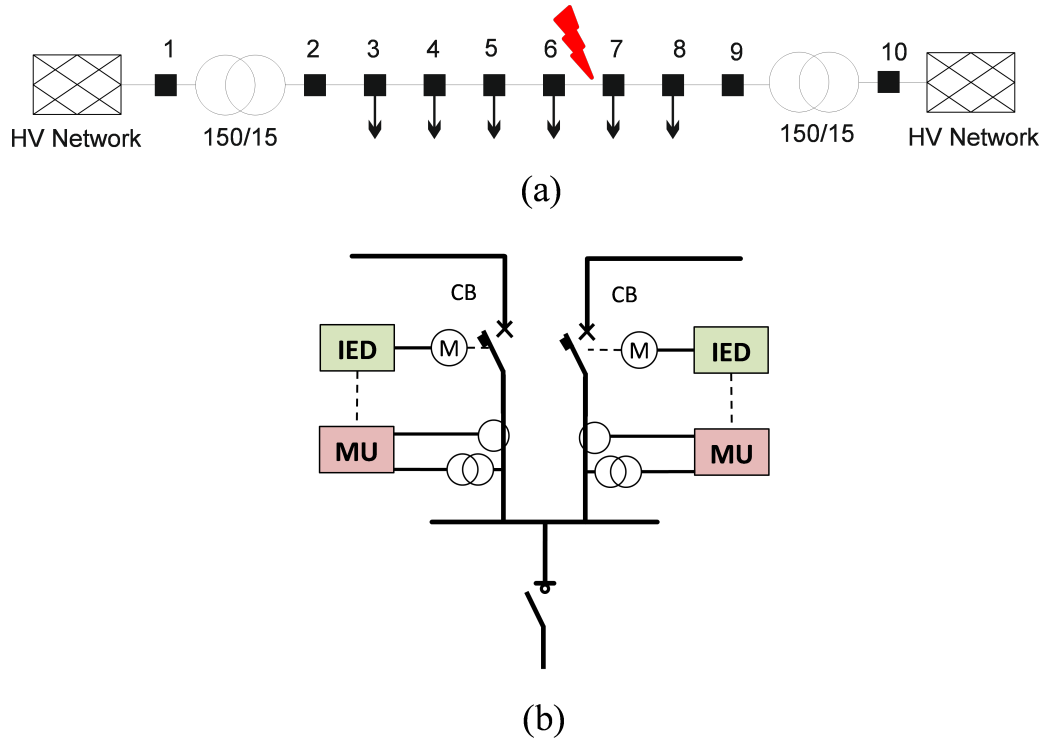 1 2 3 4 5 6 7 8 9 10
HV Network 150/15 150/15 HV Network
(a)
CB CB
IED M M IED
MU MU
(b)